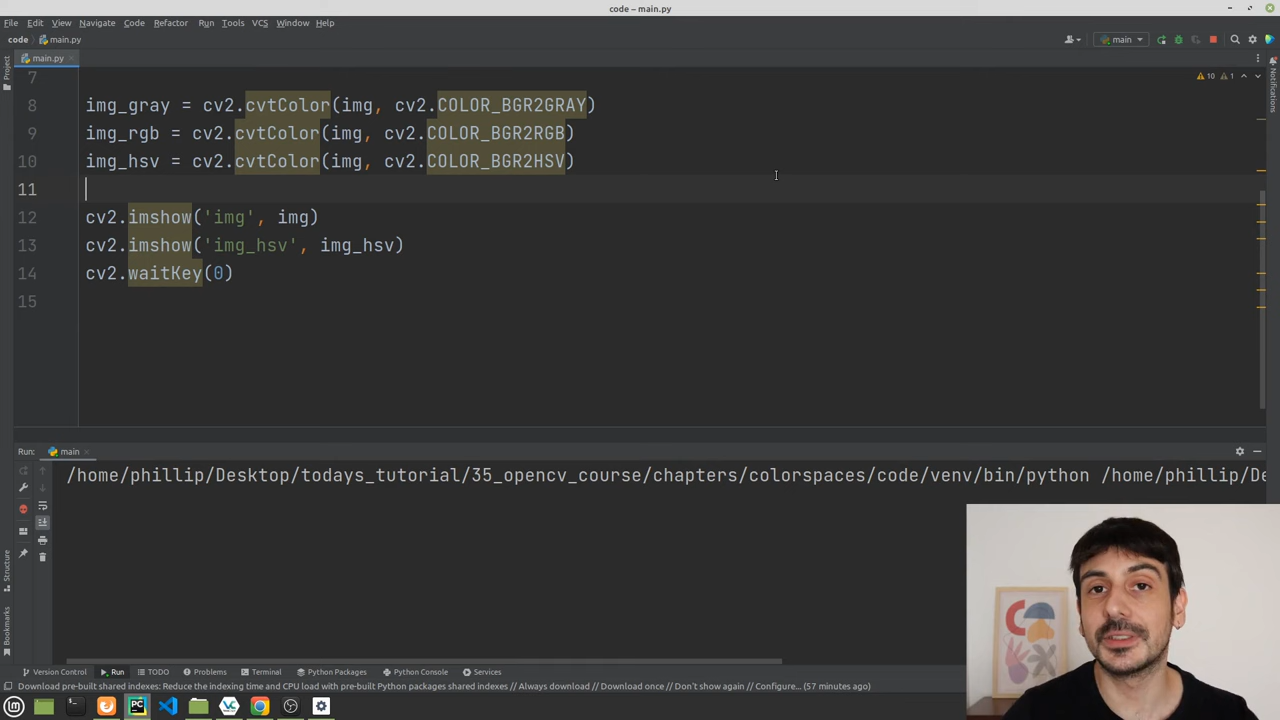 code – main.py
File Edit View Navigate Code Refactor Run Tools VCS Window Help
code main.py main
main.py
10 1
7
8 img_gray = cv2.cvtColor(img, cv2.COLOR_BGR2GRAY)
9 img_rgb = cv2.cvtColor(img, cv2.COLOR_BGR2RGB)
10 img_hsv = cv2.cvtColor(img, cv2.COLOR_BGR2HSV)
11
12 cv2.imshow('img', img)
13 cv2.imshow('img_hsv', img_hsv)
14 cv2.waitKey(0)
15
Project
Notifications
Structure
Bookmarks
Run: main
/home/phillip/Desktop/todays_tutorial/35_opencv_course/chapters/colorspaces/code/venv/bin/python /home/phillip/De
Version Control Run TODO Problems Terminal Python Packages Python Console Services
Download pre-built shared indexes: Reduce the indexing time and CPU load with pre-built Python packages shared indexes // Always download // Download once // Don't show again // Configure... (57 minutes ago)